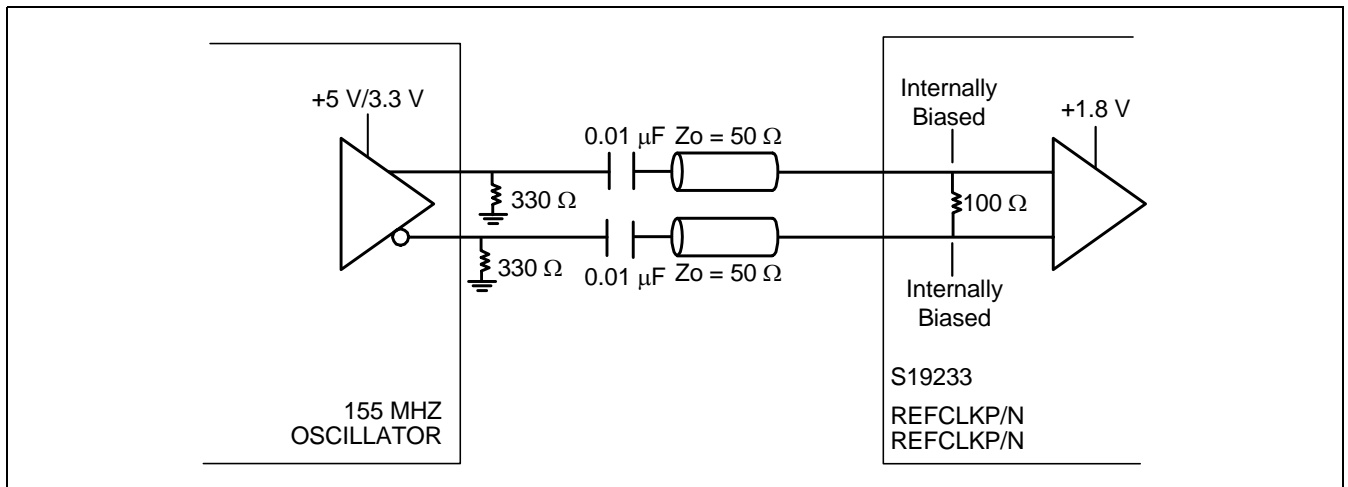 +5 V/3.3 V
0.01 μF Zo = 50 Ω
330 Ω
330 Ω
0.01 μF Zo = 50 Ω
155 MHZ
OSCILLATOR
Internally
Biased
+1.8 V
100 Ω
Internally
Biased
S19233
REFCLKP/N
REFCLKP/N